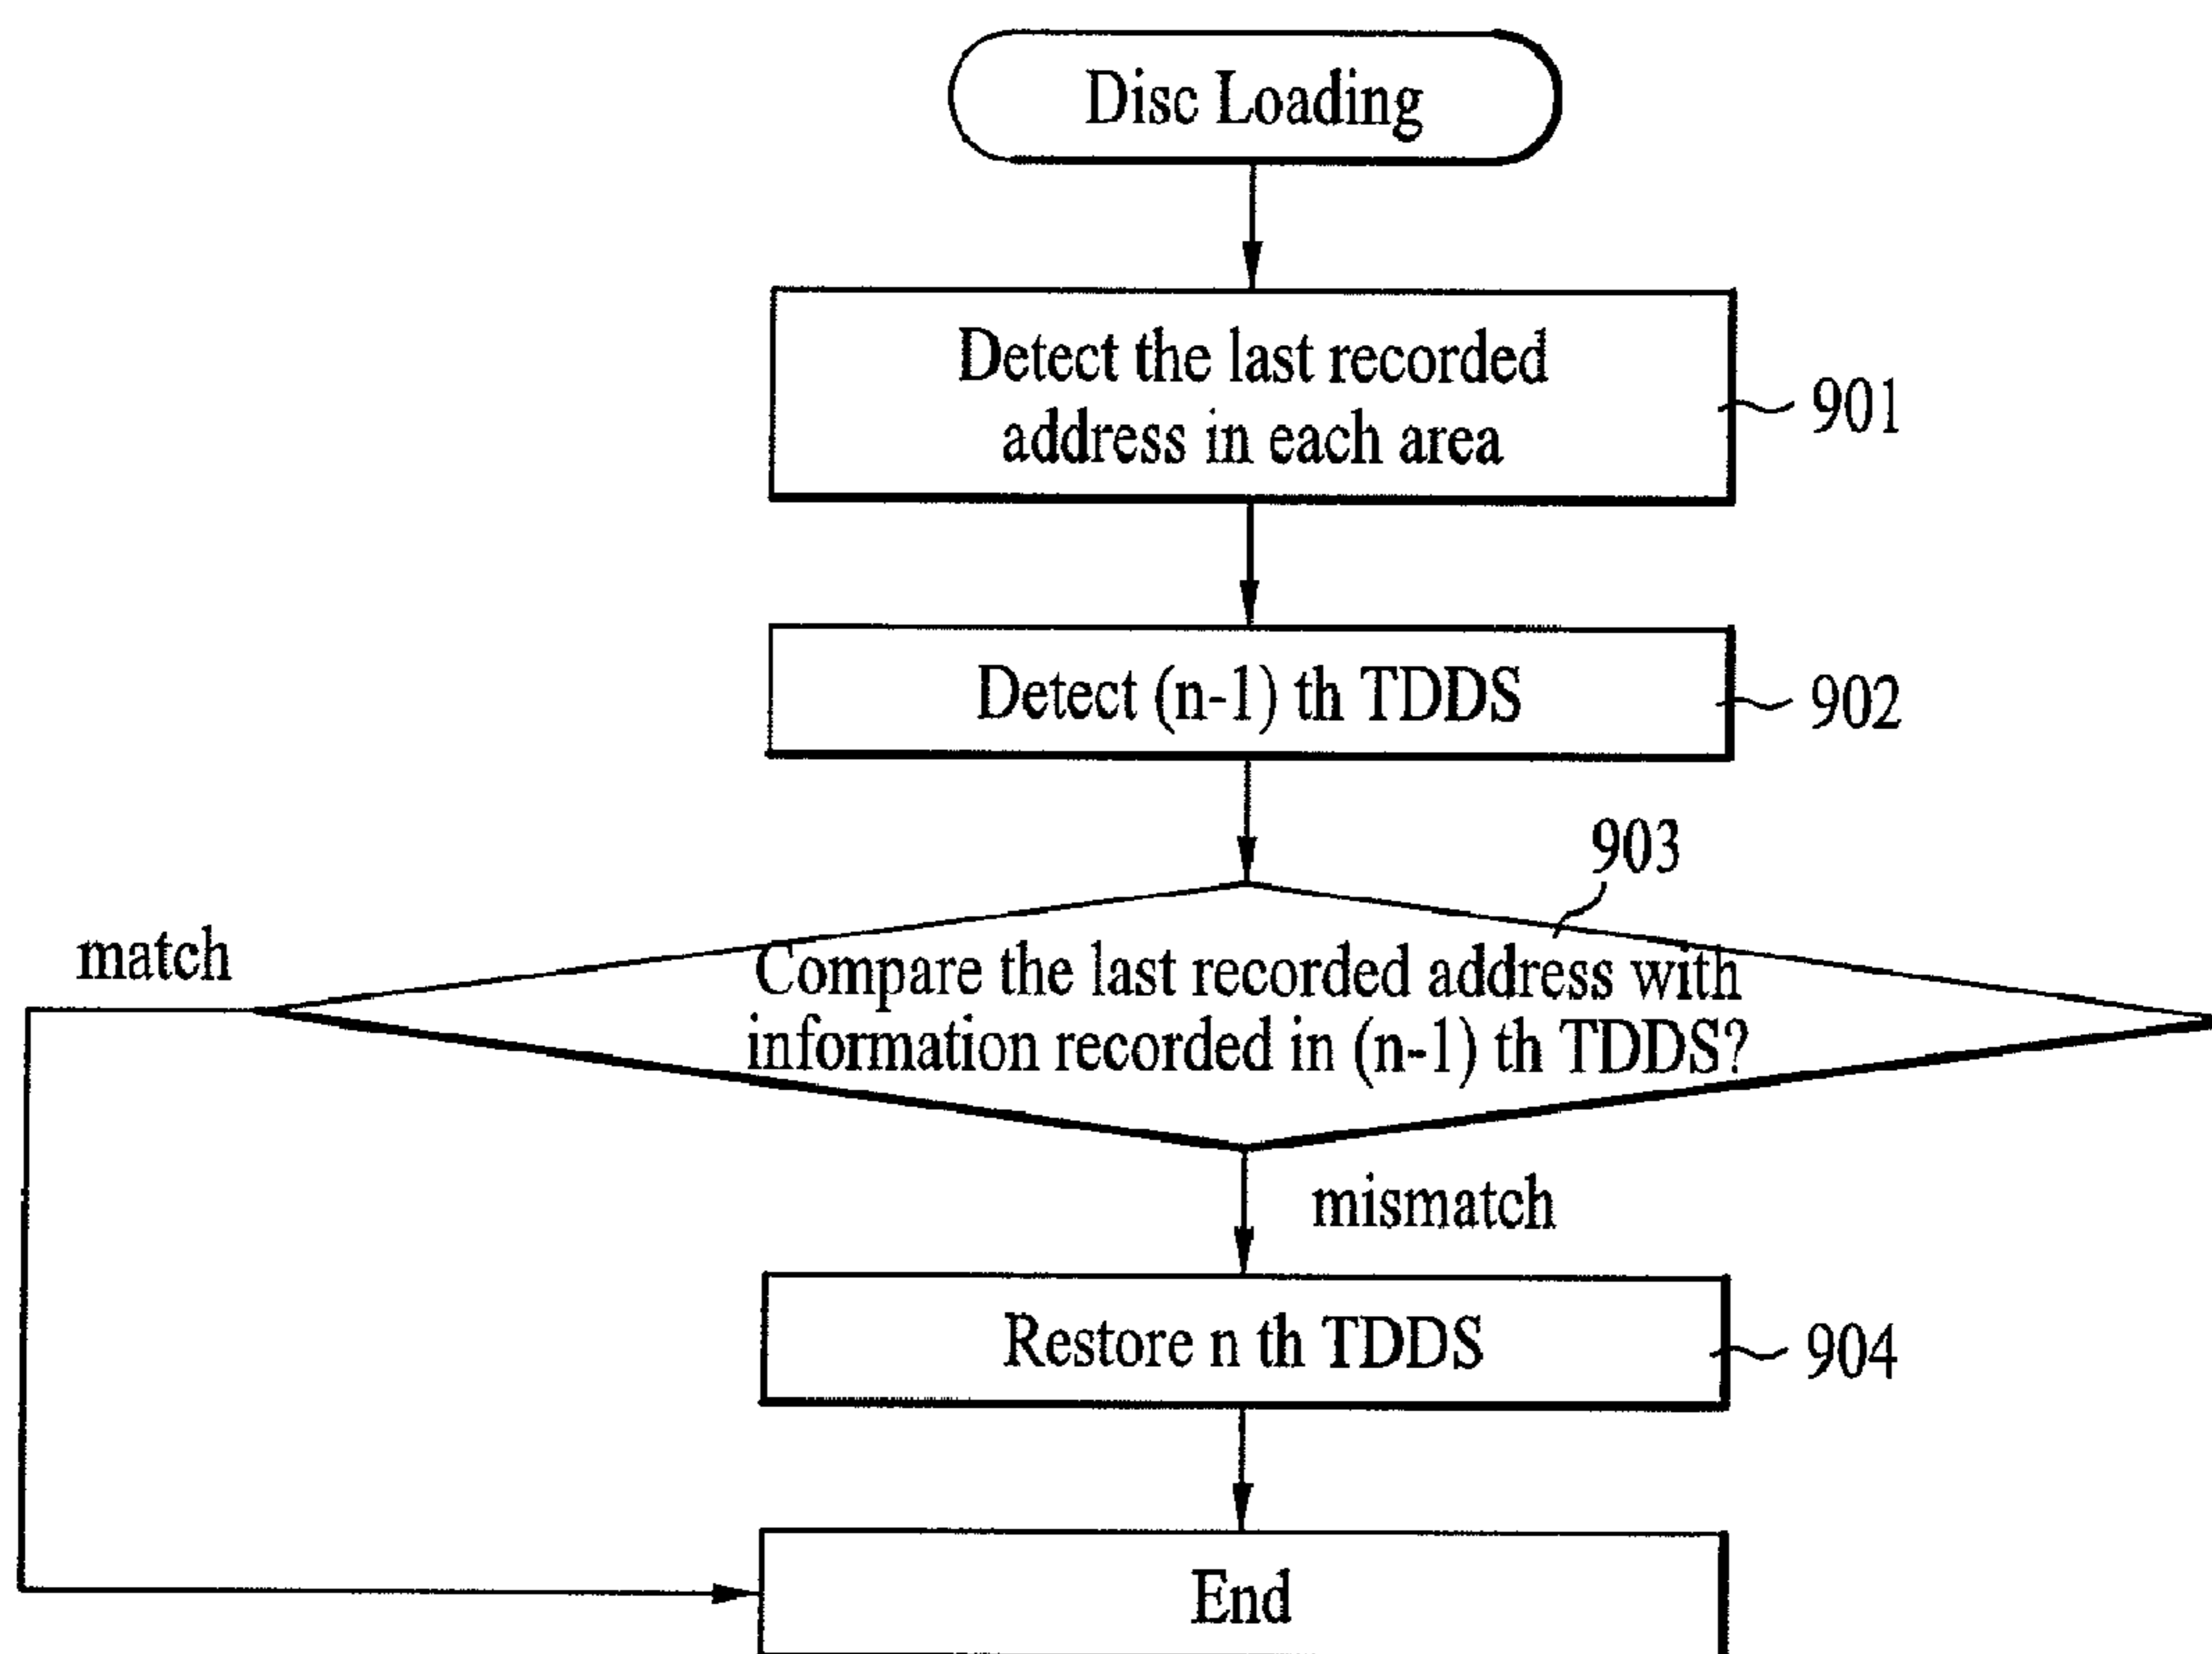 Disc Loading
Detect the last recorded
address in each area
901
Detect (n-1) th TDDS
902
903
match
Compare the last recorded address with
information recorded in (n-1) th TDDS?
mismatch
Restore n th TDDS
904
End